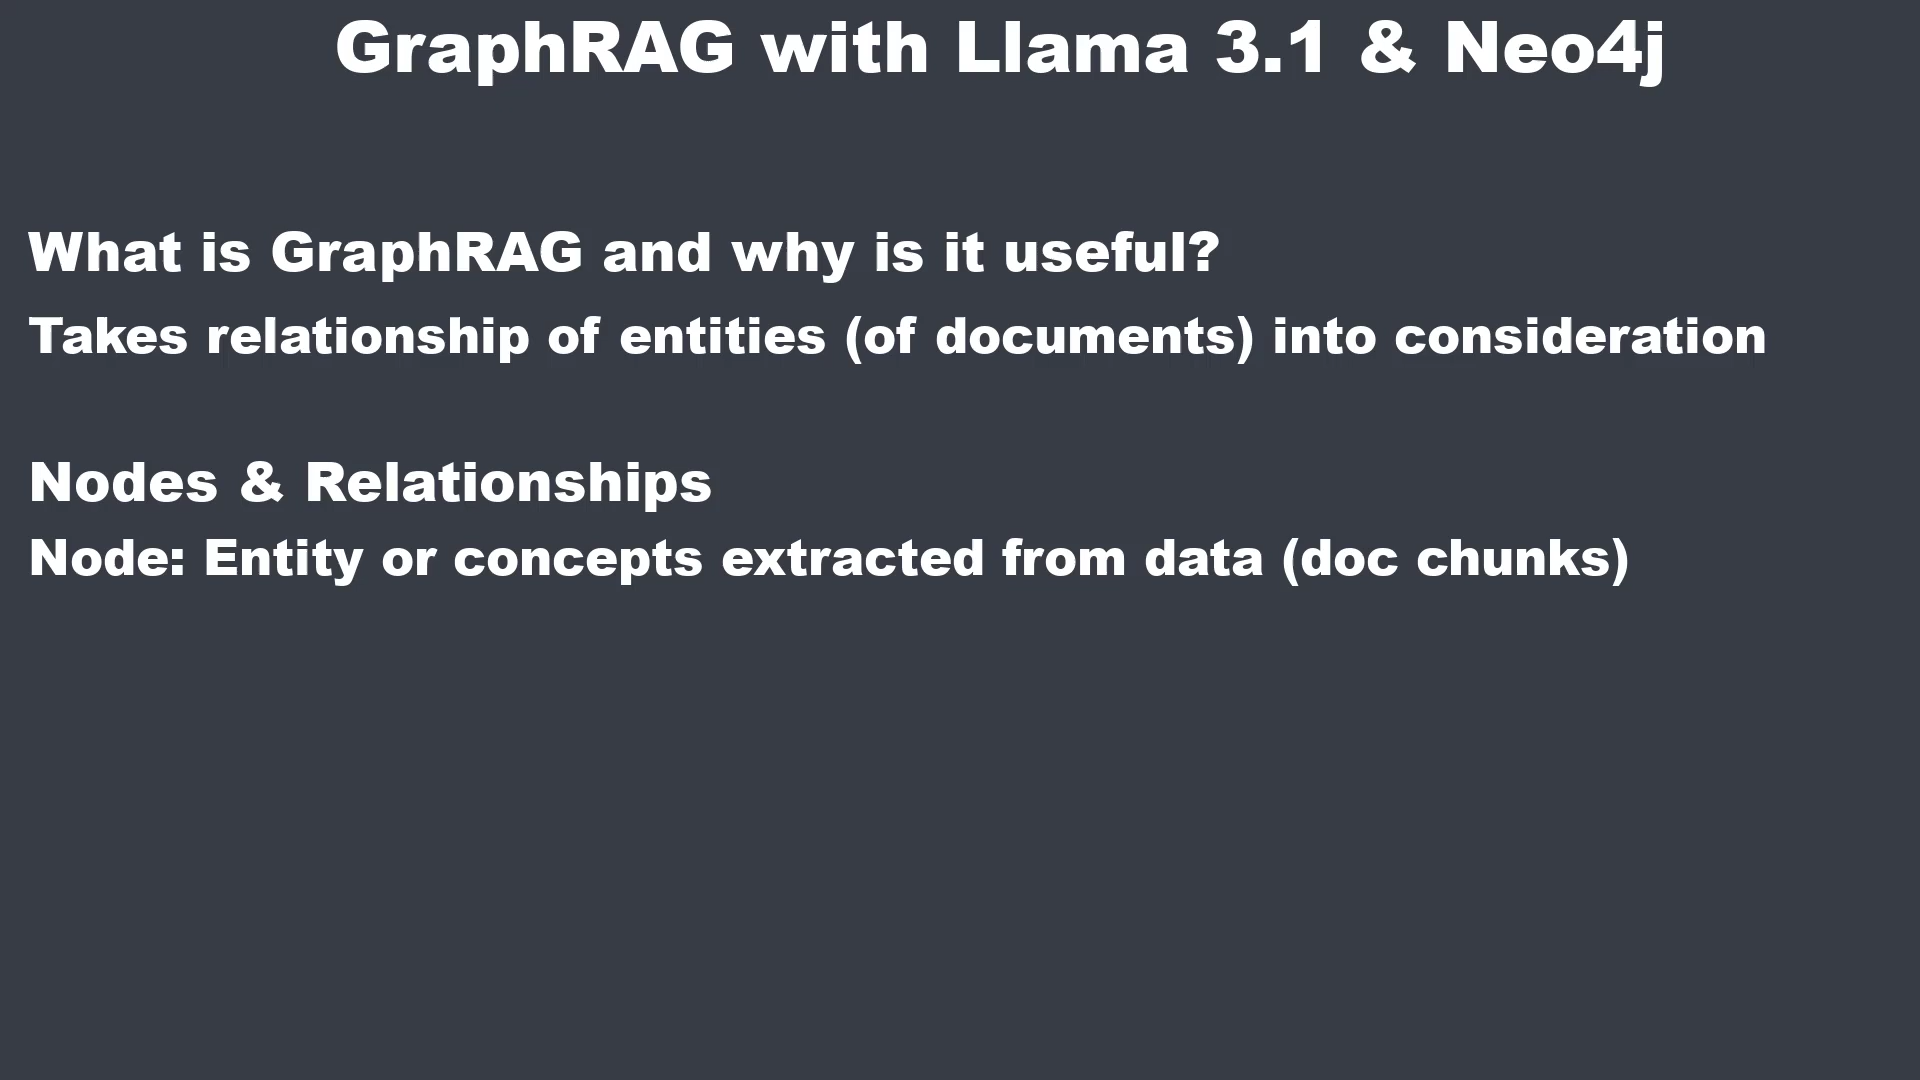 GraphRAG with Llama 3.1 & Neo4j
What is GraphRAG and why is it useful?
Takes relationship of entities (of documents) into consideration
Nodes & Relationships
Node: Entity or concepts extracted from data (doc chunks)